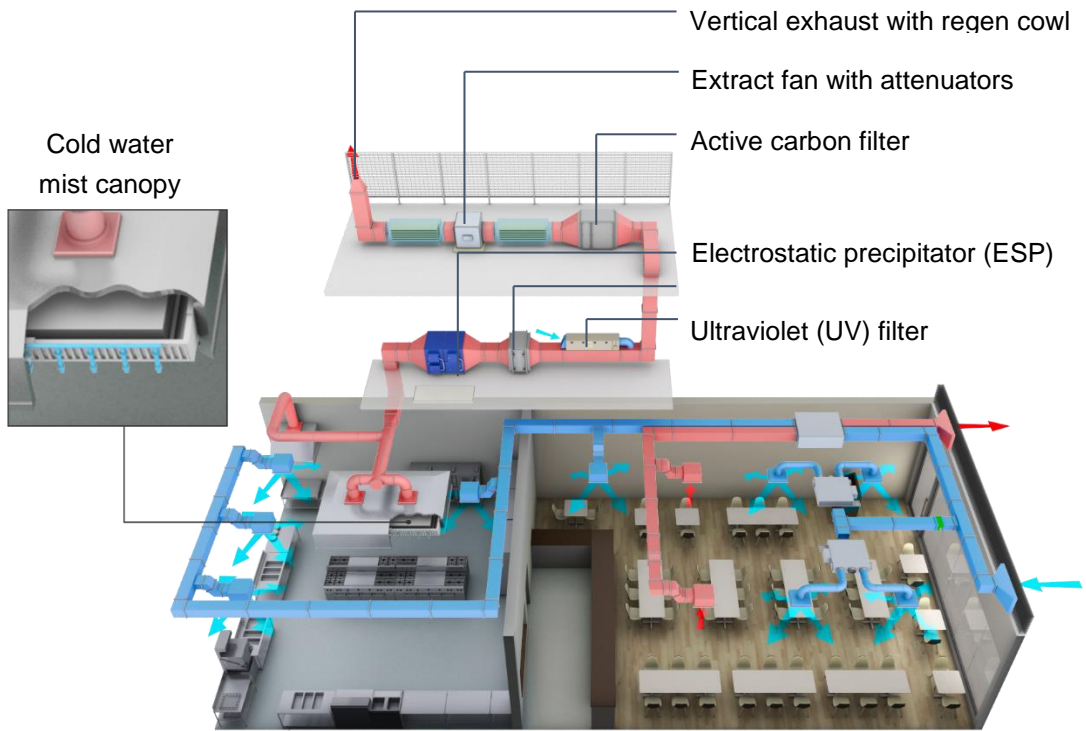 Vertical exhaust with regen cowl
Extract fan with attenuators
Active carbon filter
Cold water
mist canopy
Electrostatic precipitator (ESP)
Ultraviolet (UV) filter